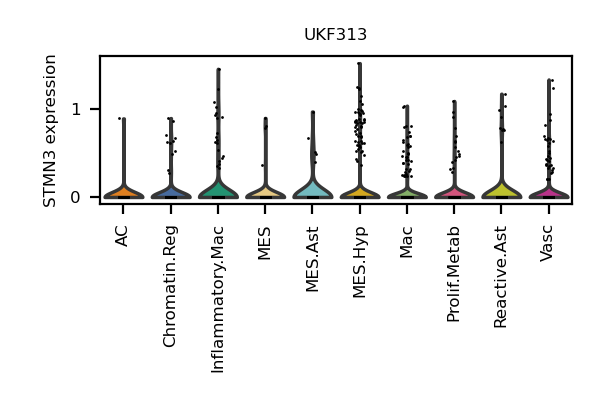 UKF313
STMN3 expression
1
0
AC
Chromatin.Reg
Inflammatory.Mac
MES
MES.Ast
MES.Hyp
Mac
Prolif.Metab
Reactive.Ast
Vasc